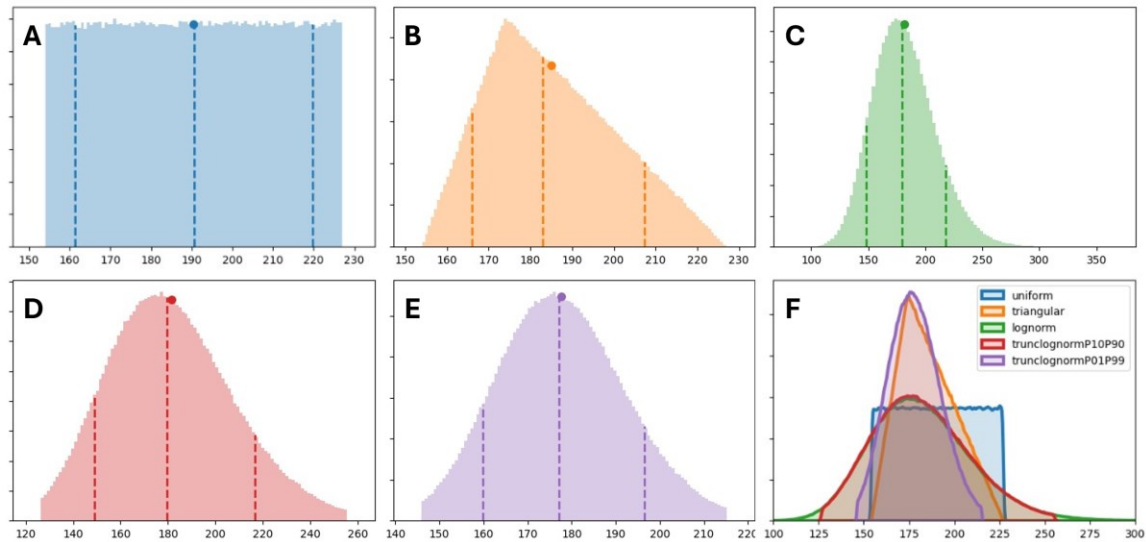 A
150 160 170 180 190 200 210 220 230
B
150 160 170 180 190 200 210 220 230
C
100 150 200 250 300 350
D
120 140 160 180 200 220 240 260
E
150 160 170 180 190 200 210 220
F
uniform
triangular
lognorm
trunclognormP10P90
trunclognormP01P99
100 125 150 175 200 225 250 275 300